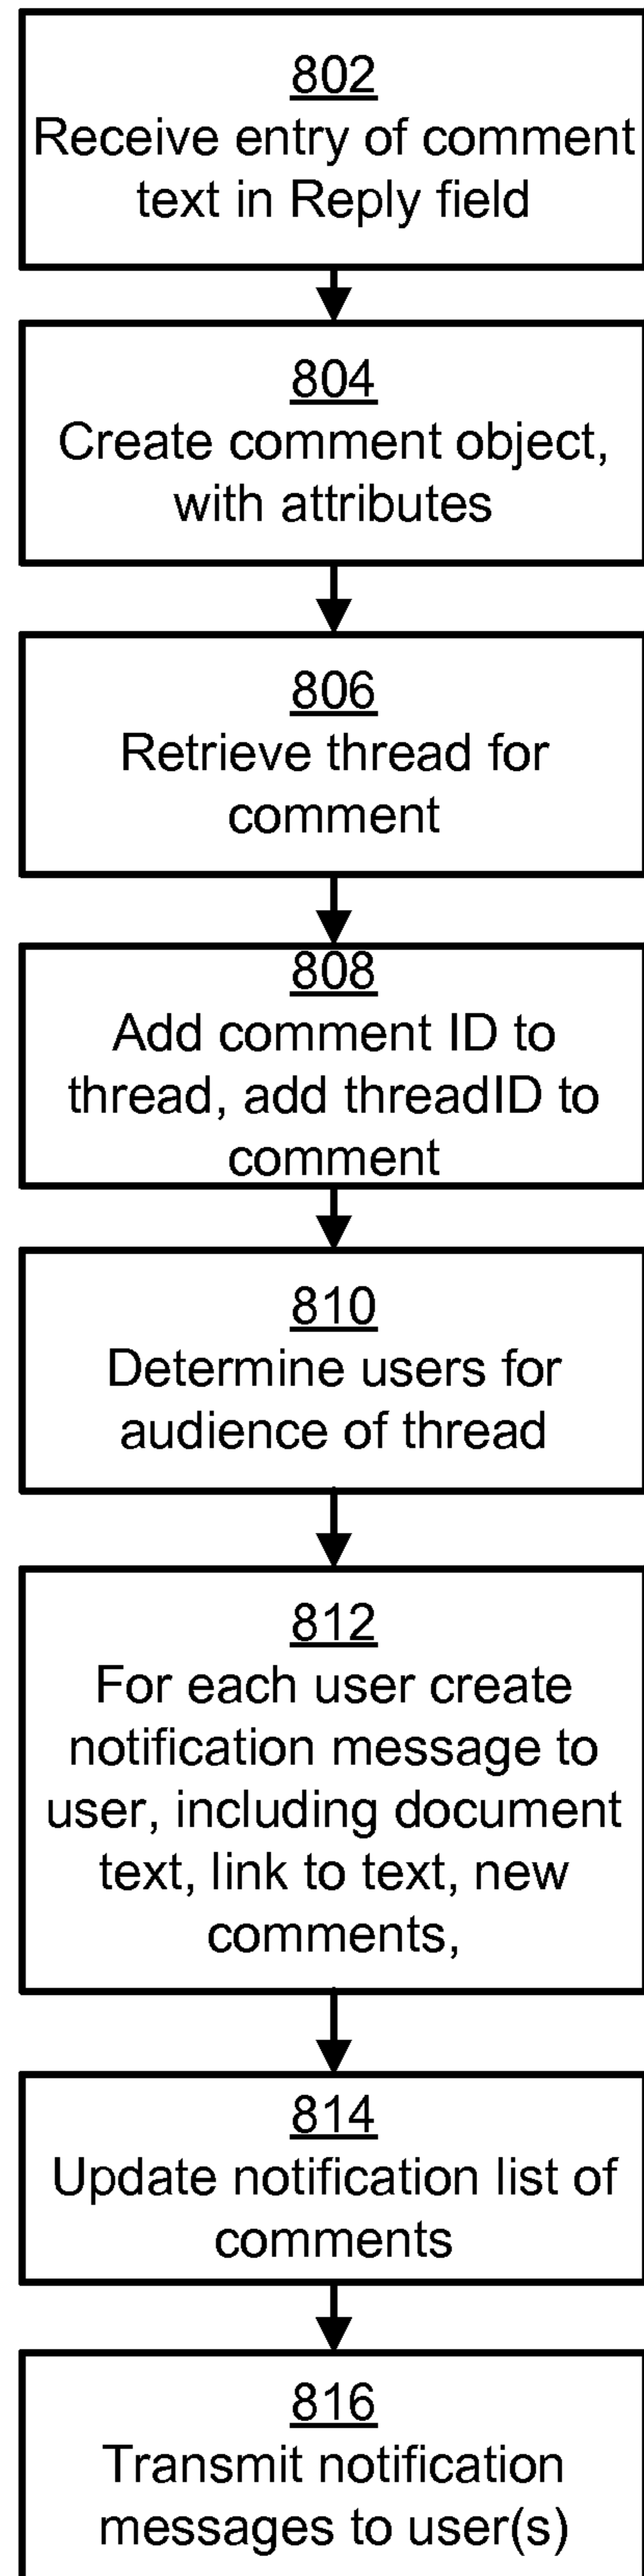 802
Receive entry of comment
text in Reply field
804
Create comment object,
with attributes
806
Retrieve thread for
comment
808
Add comment ID to
thread, add threadID to
comment
810
Determine users for
audience of thread
812
For each user create
notification message to
user, including document
text, link to text, new
comments,
814
Update notification list of
comments
816
Transmit notification
messages to user(s)